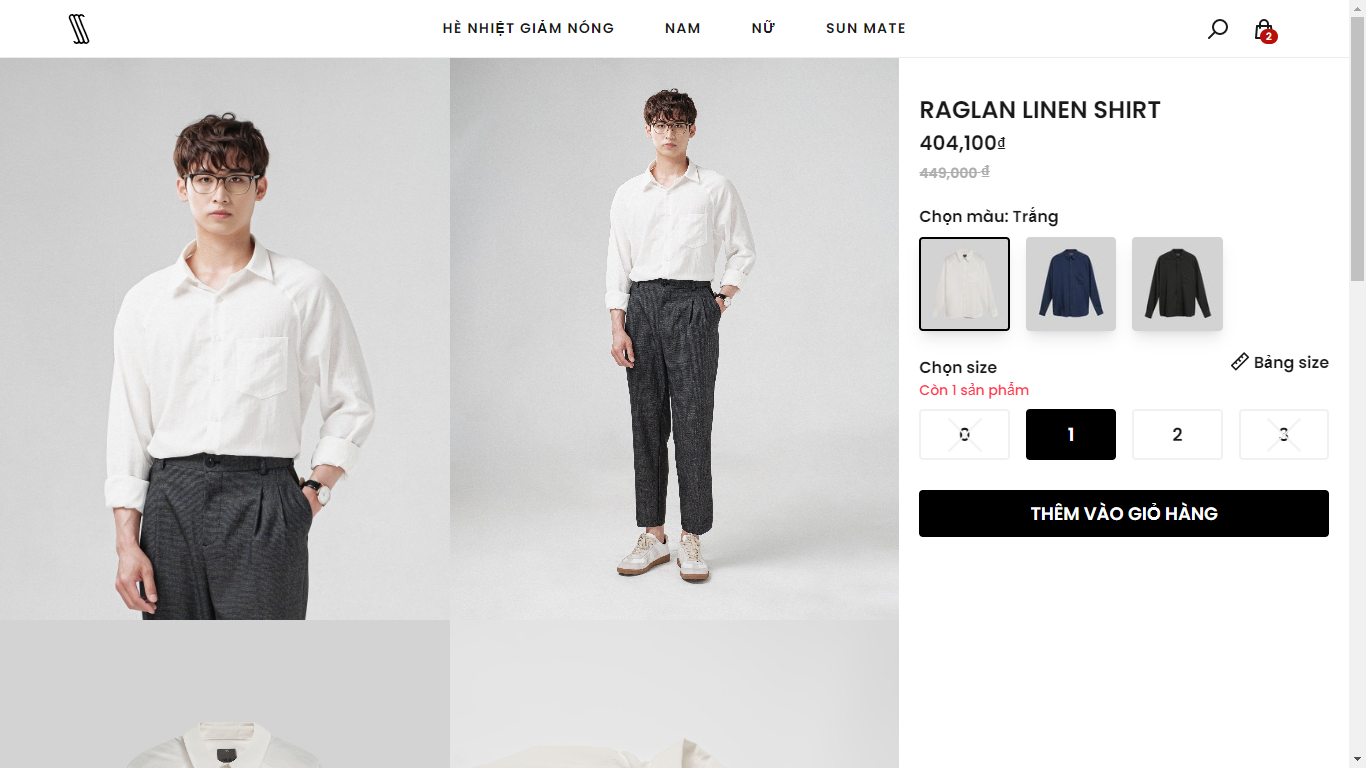 HÈ NHIỆT GIẢM NÓNG
NAM
NỮ
SUN MATE
2
RAGLAN LINEN SHIRT
404,100₫
449,000 ₫
Chọn màu: Trắng
Chọn size
Bảng size
Còn 1 sản phẩm
0
1
2
3
THÊM VÀO GIỎ HÀNG